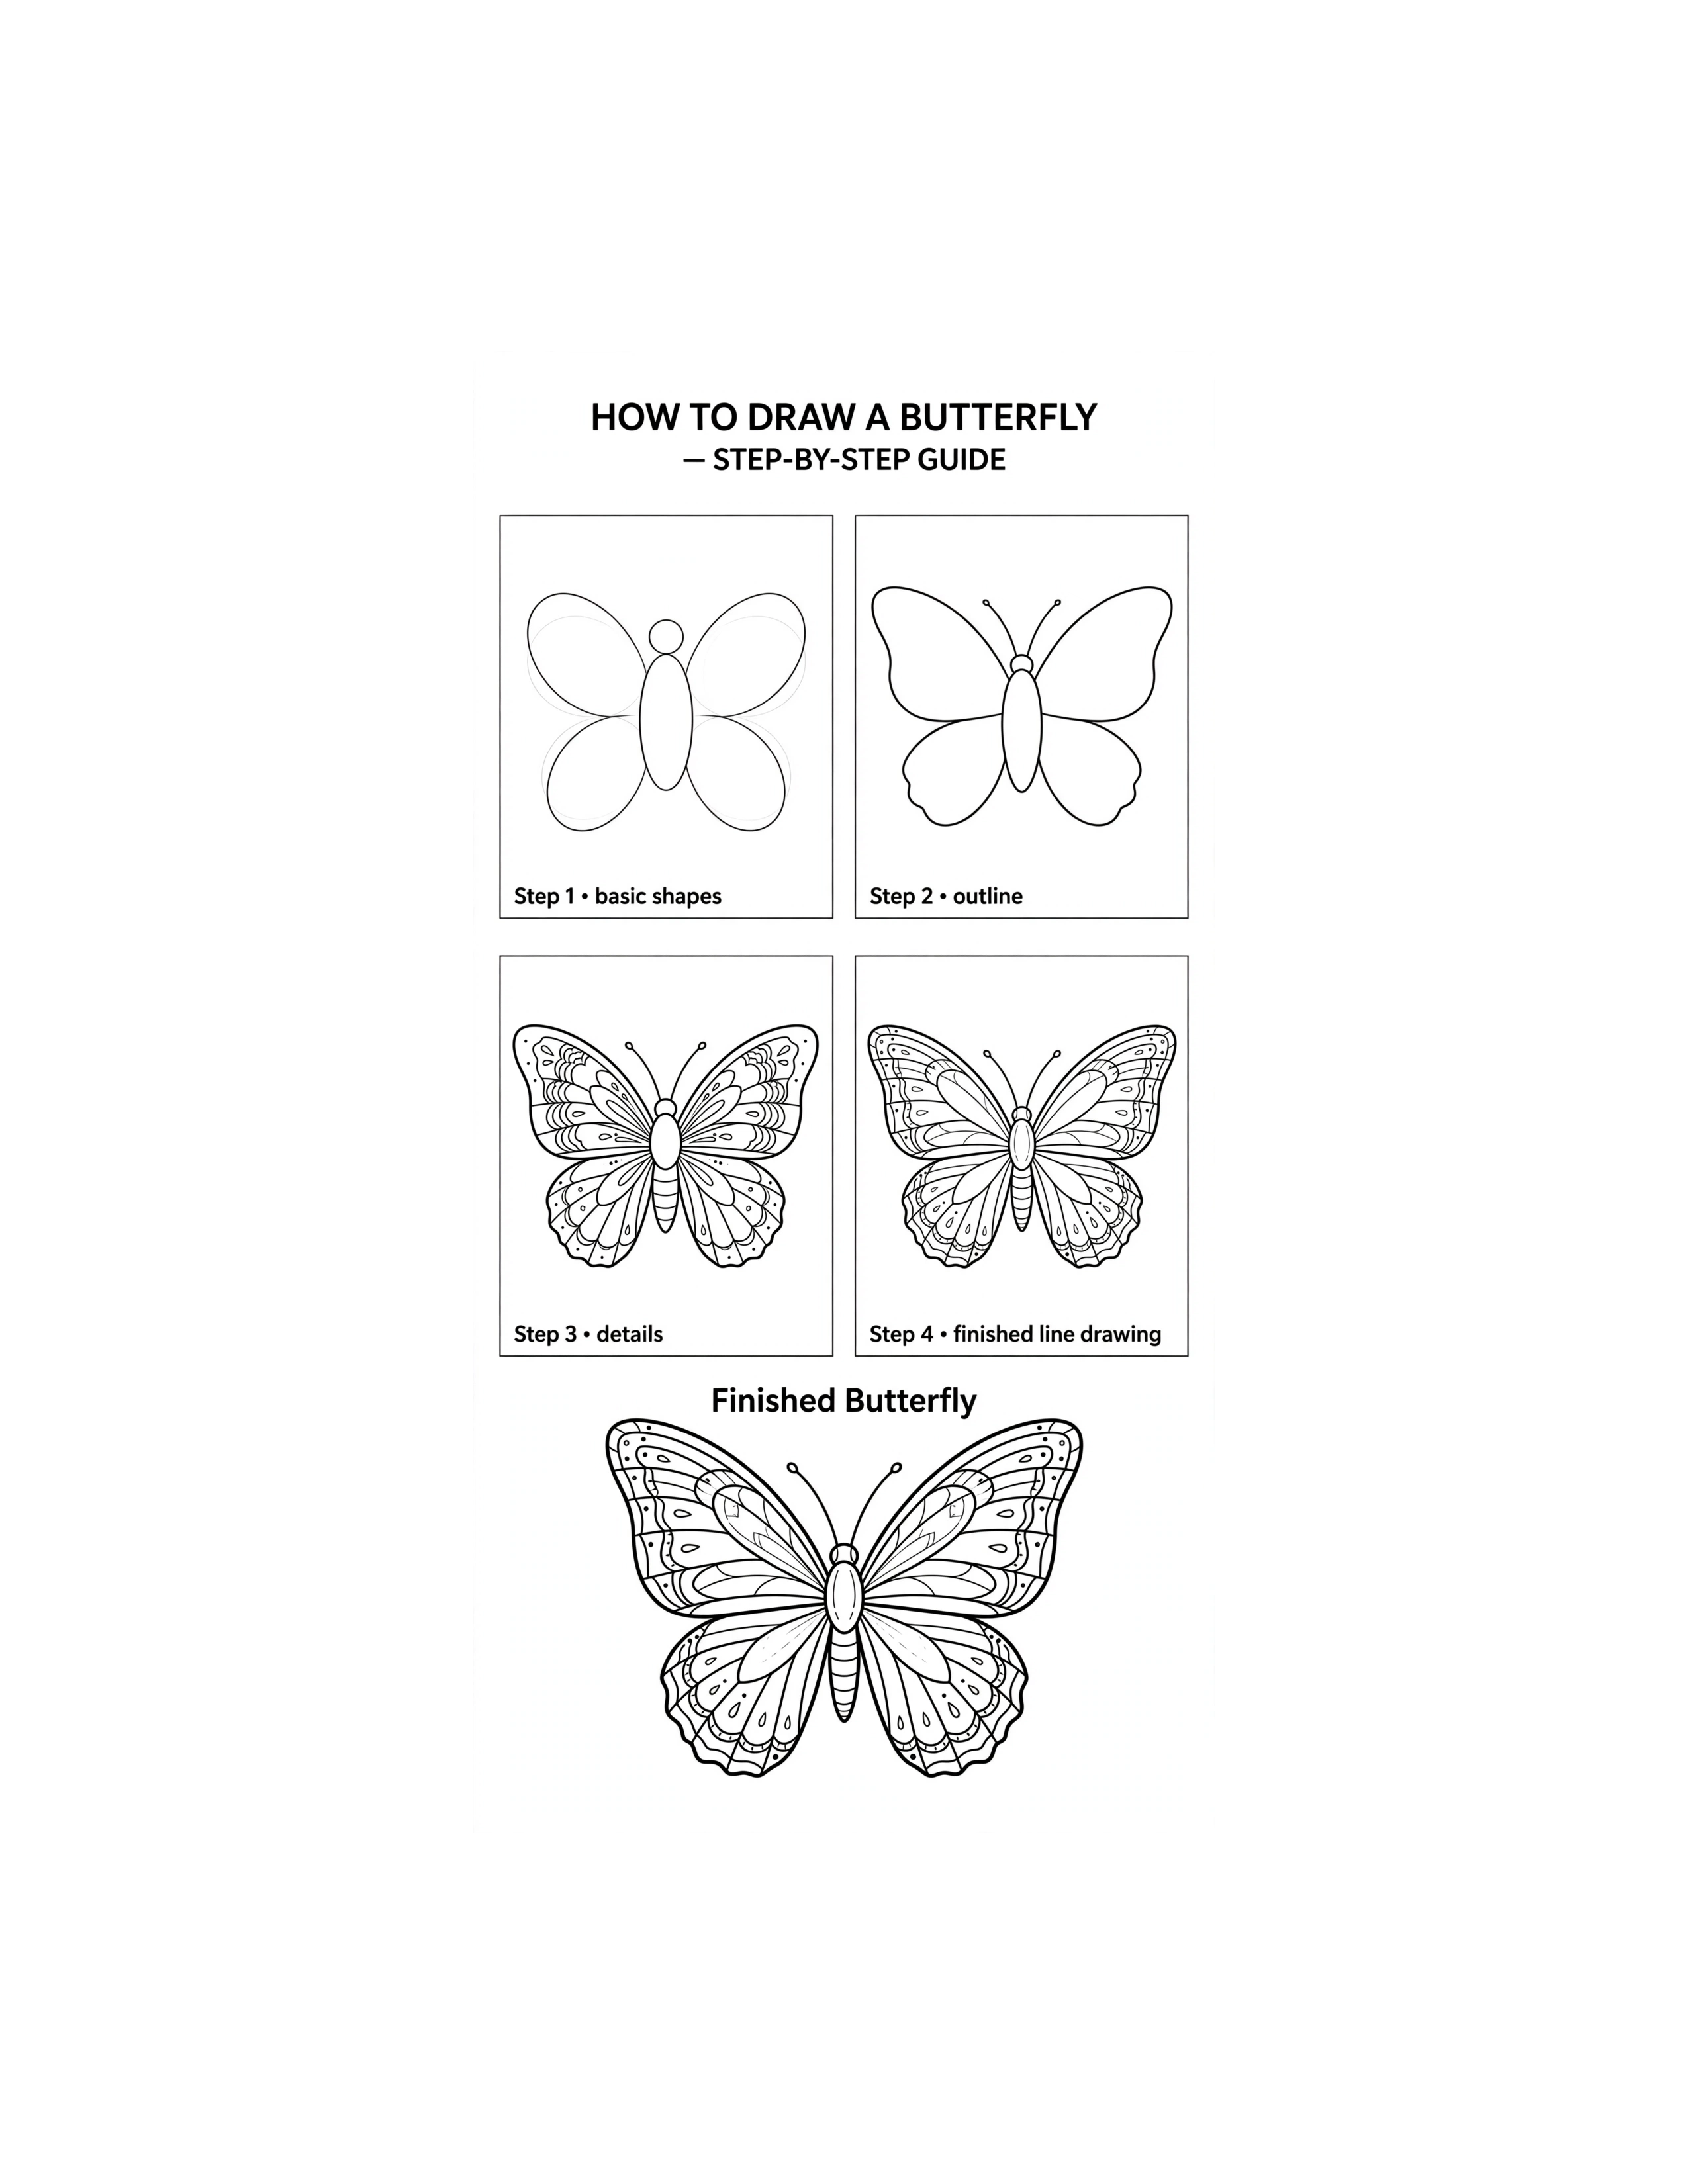 HOW TO DRAW A BUTTERFLY
— STEP-BY-STEP GUIDE
Step 1 • basic shapes
Step 2 • outline
Step 3 • details
Step 4 • finished line drawing
Finished Butterfly